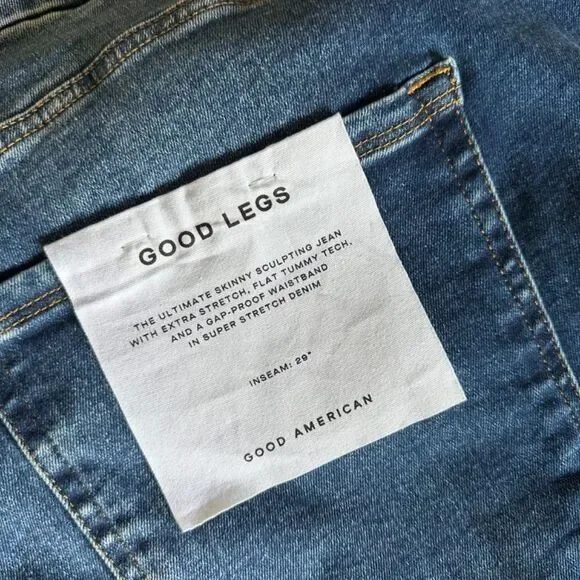 GOOD LEGS
THE ULTIMATE SKINNY SCULPTING JEAN
WITH EXTRA STRETCH, FLAT TUMMY TECH,
AND A GAP-PROOF WAISTBAND
IN SUPER STRETCH DENIM
INSEAM: 29"
GOOD AMERICAN